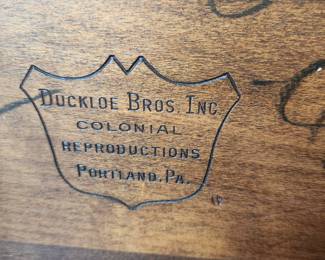 DUCKLOE BROS. INC
COLONIAL
REPRODUCTIONS
PORTLAND, PA.